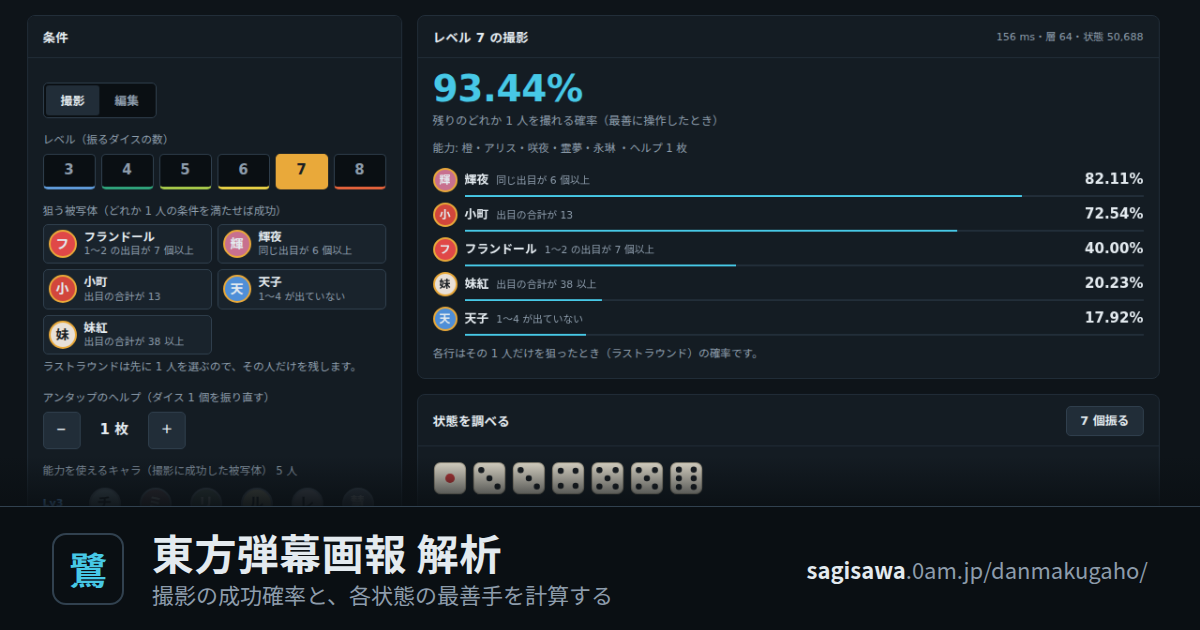 条件
撮影
編集
レベル（振るダイスの数）
3
4
5
6
7
8
狙う被写体（どれか 1 人の条件を満たせば成功）
フ
フランドール
1〜2 の出目が 7 個以上
輝
輝夜
同じ出目が 6 個以上
小
小町
出目の合計が 13
天
天子
1〜4 が出ていない
妹
妹紅
出目の合計が 38 以上
ラストラウンドは先に 1 人を選ぶので、その人だけを残します。
アンタップのヘルプ（ダイス 1 個を振り直す）
−
1 枚
+
能力を使えるキャラ（撮影に成功した被写体） 5 人
Lv3
レベル 7 の撮影
156 ms・層 64・状態 50,688
93.44%
残りのどれか 1 人を撮れる確率（最善に操作したとき）
能力: 橙・アリス・咲夜・霊夢・永琳 ・ヘルプ 1 枚
輝 輝夜 同じ出目が 6 個以上 82.11%
小 小町 出目の合計が 13 72.54%
フ フランドール 1〜2 の出目が 7 個以上 40.00%
妹 妹紅 出目の合計が 38 以上 20.23%
天 天子 1〜4 が出ていない 17.92%
各行はその 1 人だけを狙ったとき（ラストラウンド）の確率です。
状態を調べる
7 個振る
鷺
東方弾幕画報 解析
撮影の成功確率と、各状態の最善手を計算する
sagisawa.0am.jp/danmakugaho/